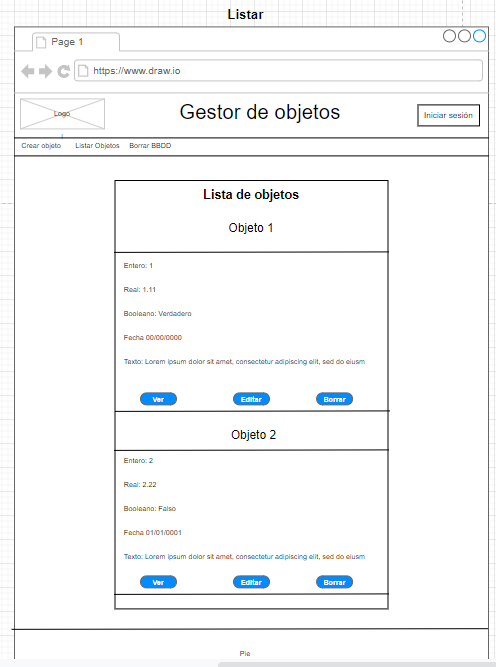 Listar
Page 1
https://www.draw.io
Logo
Gestor de objetos
Iniciar sesión
Crear objeto
Listar Objetos
Borrar BBDD
Lista de objetos
Objeto 1
Entero: 1
Real: 1.11
Booleano: Verdadero
Fecha 00/00/0000
Texto: Lorem ipsum dolor sit amet, consectetur adipiscing elit, sed do eiusm
Ver
Editar
Borrar
Objeto 2
Entero: 2
Real: 2.22
Booleano: Falso
Fecha 01/01/0001
Texto: Lorem ipsum dolor sit amet, consectetur adipiscing elit, sed do eiusm
Ver
Editar
Borrar
Pie